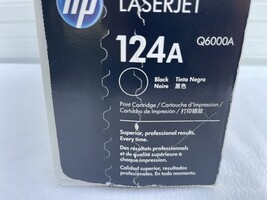 hp
LASERJET
124A
Q6000A
Black Tinta Negra
Noire 黑色
Print Cartridge / Cartouche d'impression /
Cartucho de Impresión / 打印碳粉
Superior, professional results.
Every time.
Des résultats professionnels
et de qualité supérieure à
chaque impression.
Calidad superior, resultados
profesionales. En todo momento.